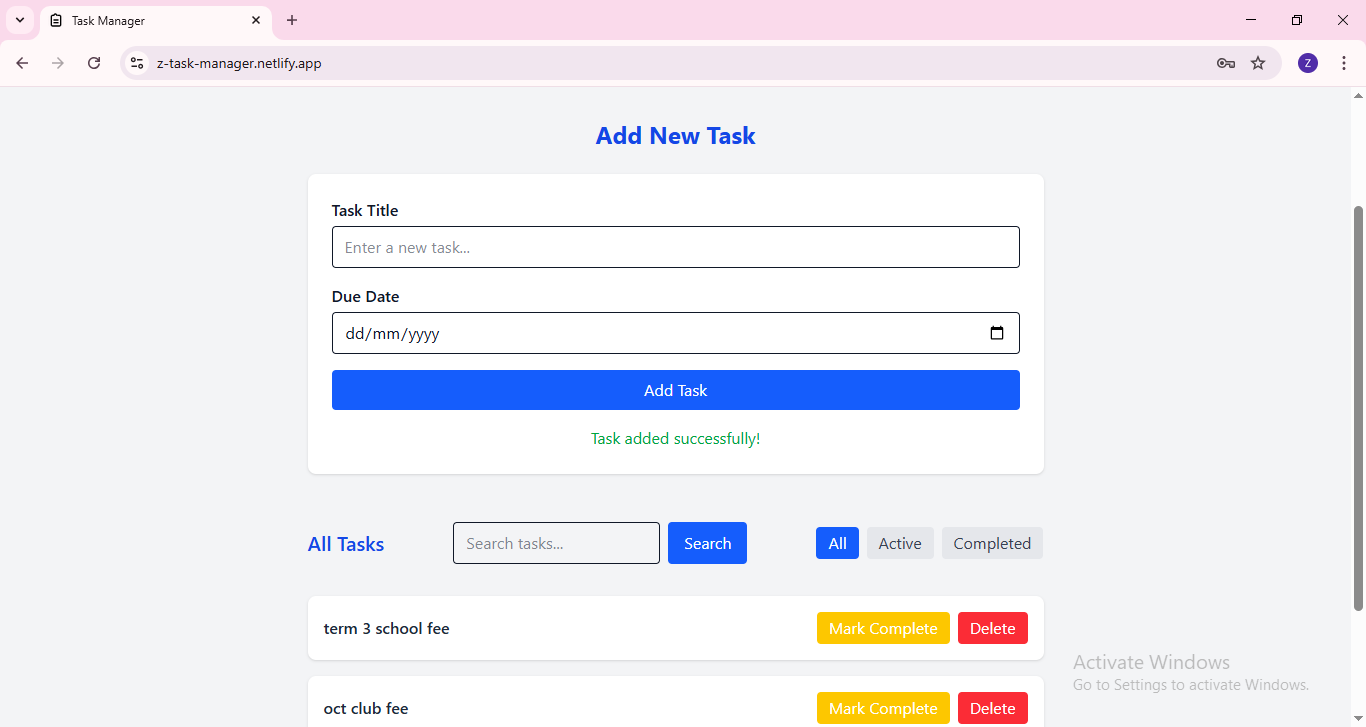 Task Manager
z-task-manager.netlify.app
Z
Add New Task
Task Title
Enter a new task...
Due Date
dd/mm/yyyy
Add Task
Task added successfully!
All Tasks
Search tasks...
Search
All
Active
Completed
term 3 school fee
Mark Complete
Delete
oct club fee
Mark Complete
Delete
Activate Windows
Go to Settings to activate Windows.